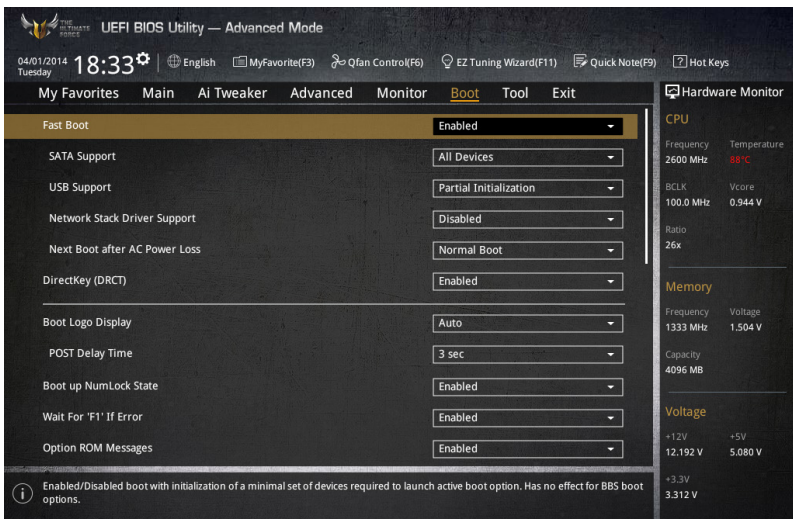 THE
ULTIMATE
FORCE
UEFI BIOS Utility — Advanced Mode
04/01/2014
Tuesday
18:33
English
MyFavorite(F3)
Qfan Control(F6)
EZ Tuning Wizard(F11)
Quick Note(F9)
? Hot Keys
My Favorites Main Ai Tweaker Advanced Monitor Boot Tool Exit
Hardware Monitor
Fast Boot Enabled
SATA Support All Devices
USB Support Partial Initialization
Network Stack Driver Support Disabled
Next Boot after AC Power Loss Normal Boot
DirectKey (DRCT) Enabled
Boot Logo Display Auto
POST Delay Time 3 sec
Boot up NumLock State Enabled
Wait For 'F1' If Error Enabled
Option ROM Messages Enabled
CPU
Frequency Temperature
2600 MHz 88°C
BCLK Vcore
100.0 MHz 0.944 V
Ratio
26x
Memory
Frequency Voltage
1333 MHz 1.504 V
Capacity
4096 MB
Voltage
+12V +5V
12.192 V 5.080 V
+3.3V
3.312 V
Enabled/Disabled boot with initialization of a minimal set of devices required to launch active boot option. Has no effect for BBS boot
options.